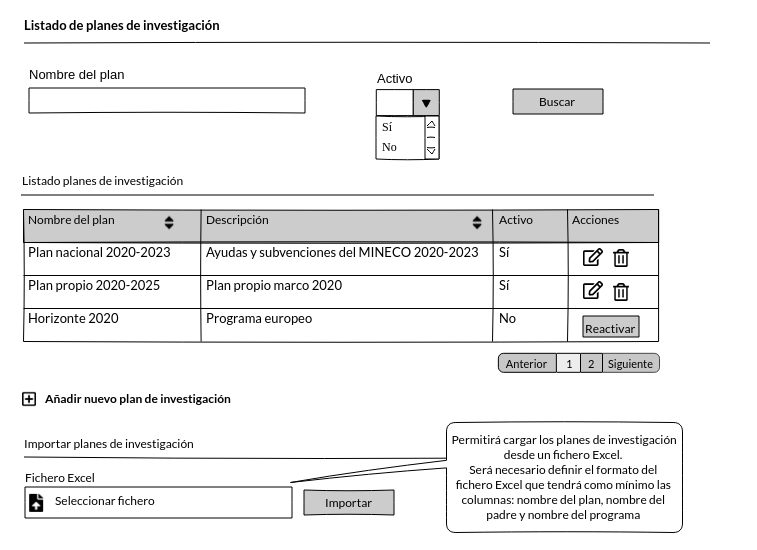 Listado de planes de investigación
Nombre del plan
Activo
Buscar
Sí
No
Listado planes de investigación
Nombre del plan Descripción Activo Acciones
Plan nacional 2020-2023 Ayudas y subvenciones del MINECO 2020-2023 Sí
Plan propio 2020-2025 Plan propio marco 2020 Sí
Horizonte 2020 Programa europeo No Reactivar
Anterior 1 2 Siguiente
Añadir nuevo plan de investigación
Importar planes de investigación
Fichero Excel
Seleccionar fichero
Importar
Permitirá cargar los planes de investigación
desde un fichero Excel.
Será necesario definir el formato del
fichero Excel que tendrá como mínimo las
columnas: nombre del plan, nombre del
padre y nombre del programa